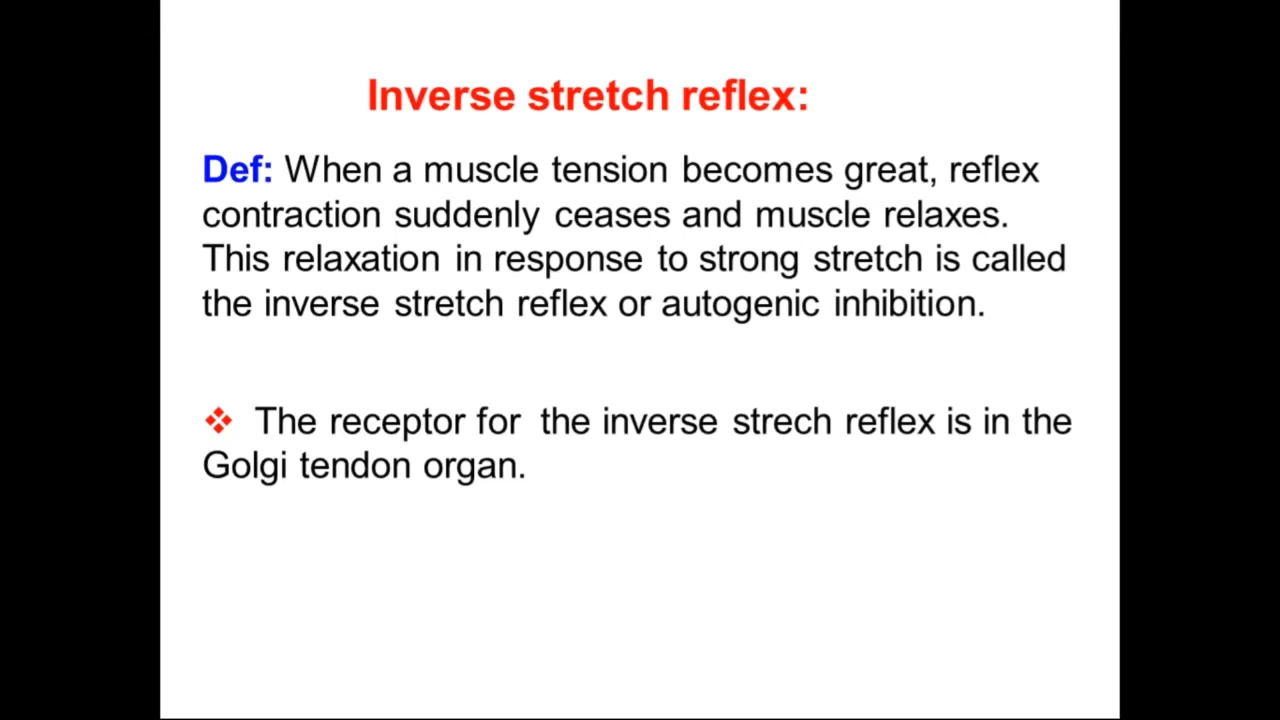 Inverse stretch reflex:
Def: When a muscle tension becomes great, reflex
contraction suddenly ceases and muscle relaxes.
This relaxation in response to strong stretch is called
the inverse stretch reflex or autogenic inhibition.
❖ The receptor for the inverse strech reflex is in the
Golgi tendon organ.